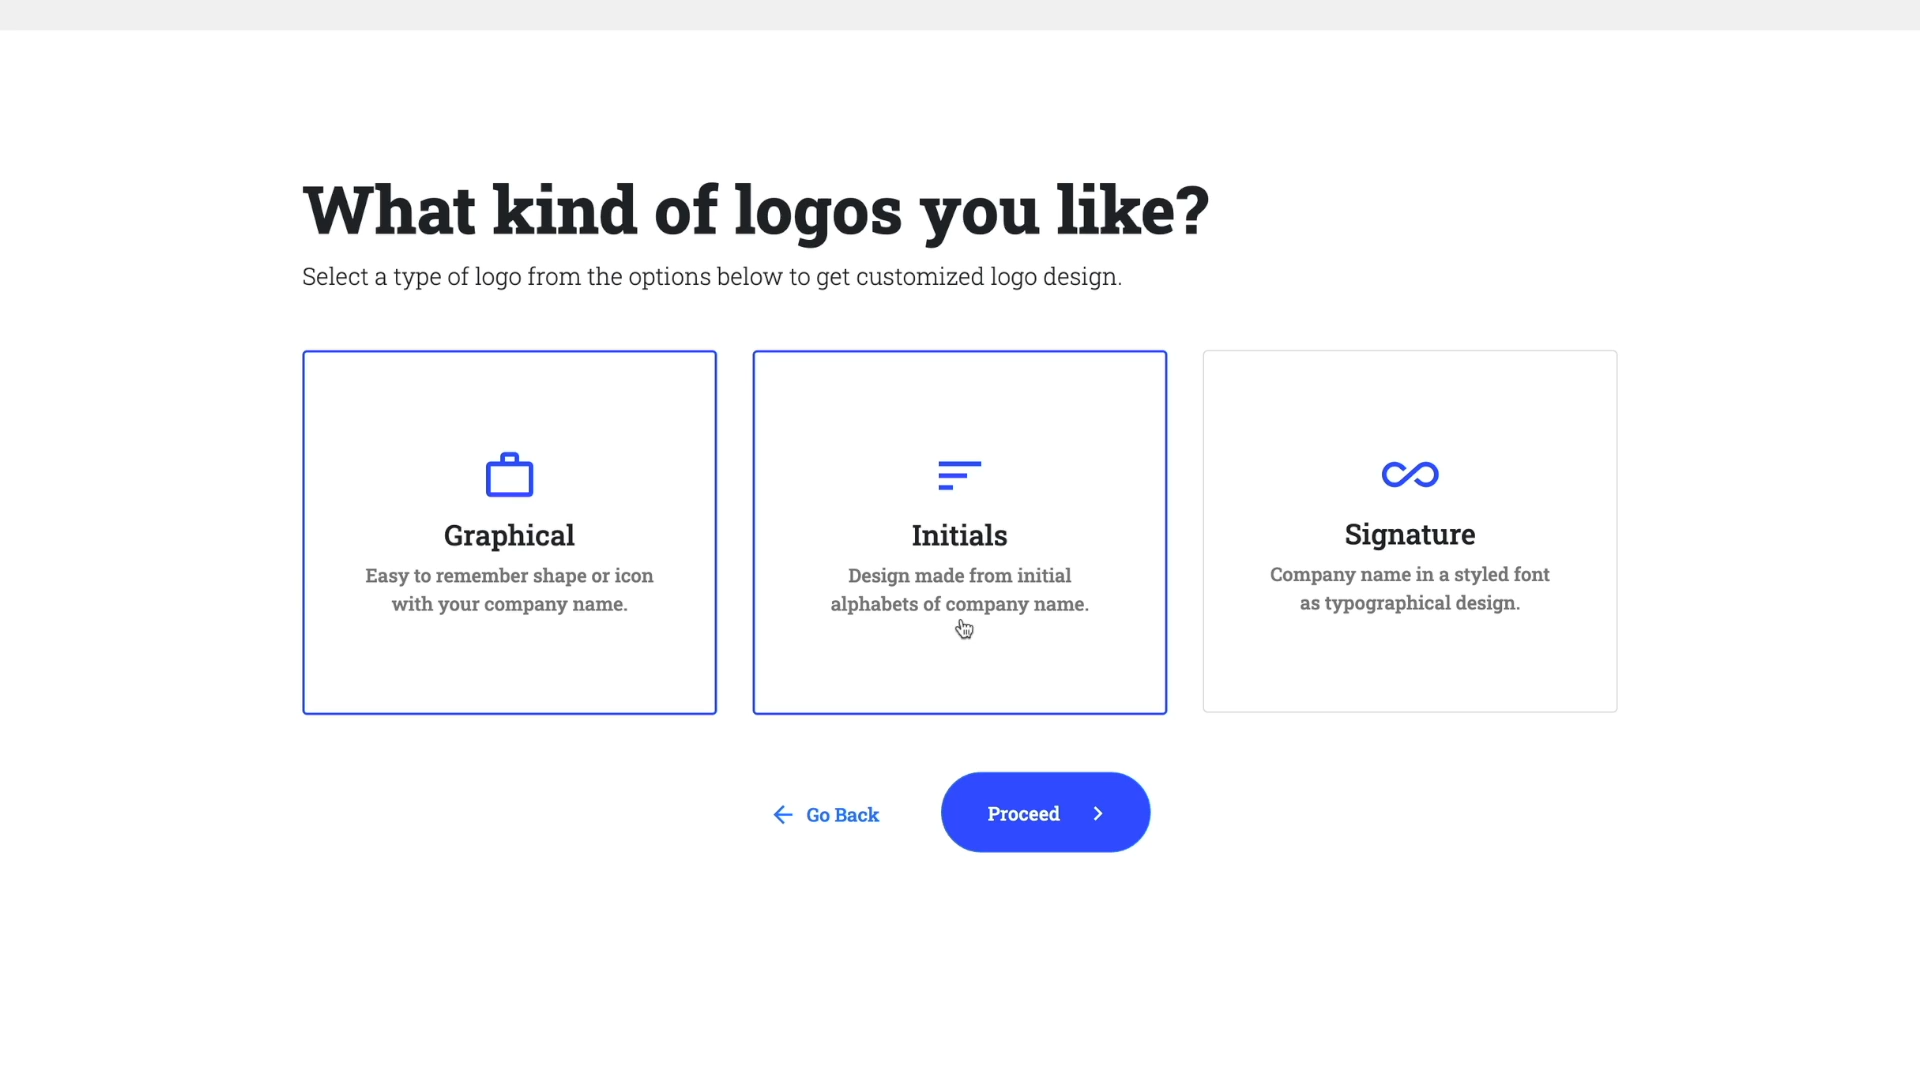 What kind of logos you like?
Select a type of logo from the options below to get customized logo design.
Graphical
Easy to remember shape or icon
with your company name.
Initials
Design made from initial
alphabets of company name.
Signature
Company name in a styled font
as typographical design.
Go Back
Proceed